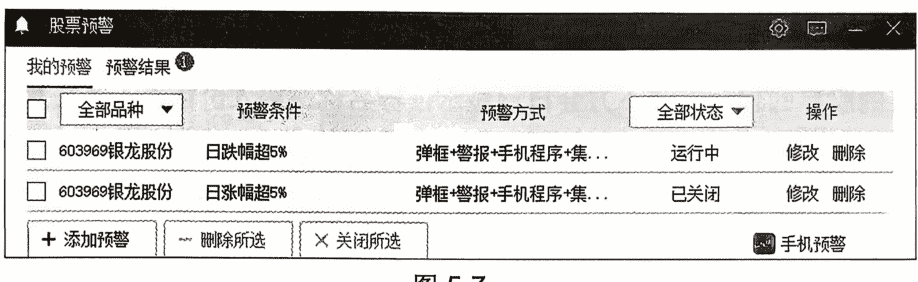 股票预警
我的预警 预警结果 1
全部品种 预警条件 预警方式 全部状态 操作
603969银龙股份 日跌幅超5% 弹框+警报+手机程序+集... 运行中 修改 删除
603969银龙股份 日涨幅超5% 弹框+警报+手机程序+集... 已关闭 修改 删除
+ 添加预警 删除所选 × 关闭所选 手机预警
图 5-7